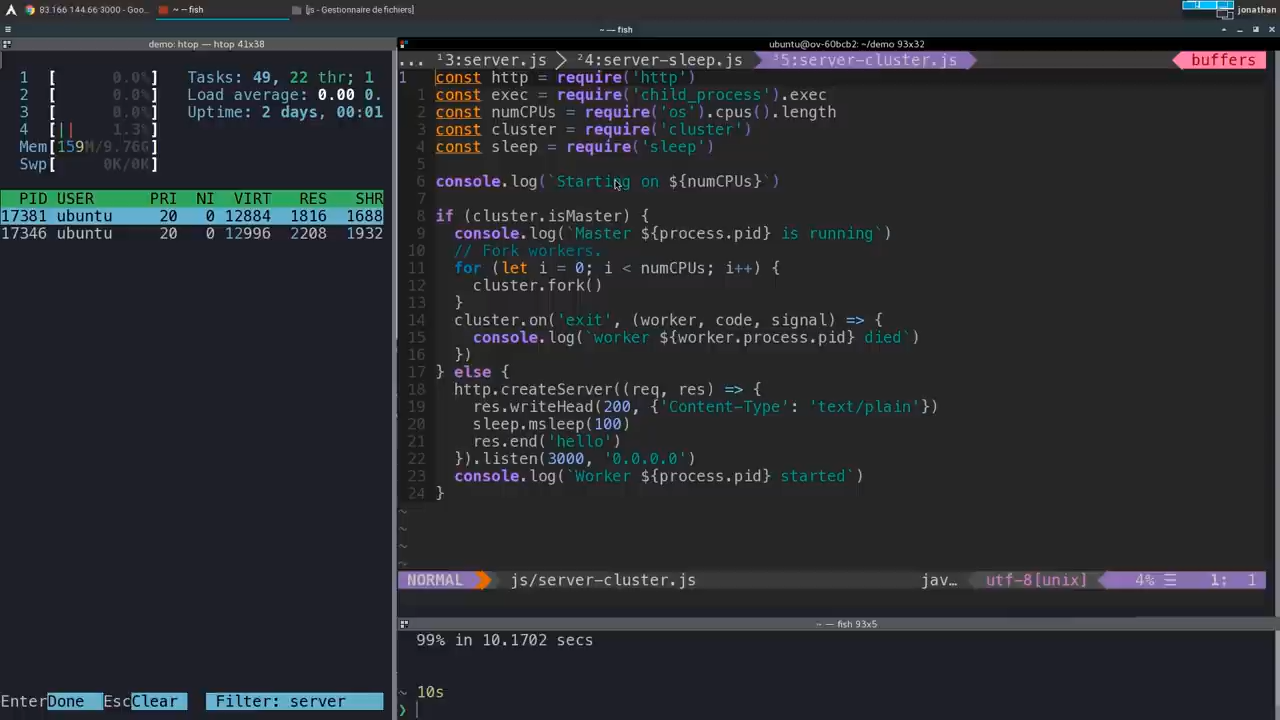 83.166 144.66:3000 - Goo...
~ -- fish
[js - Gestionnaire de fichiers]
jonathan
~ -- fish
demo: htop — htop 41x38
1 [ 0.0%] Tasks: 49, 22 thr; 1
2 [ 0.0%] Load average: 0.00 0.
3 [ 0.0%] Uptime: 2 days, 00:01
4 [|| 1.3%]
Mem[159M/9.76G]
Swp[ 0K/0K]
PID USER PRI NI VIRT RES SHR
17381 ubuntu 20 0 12884 1816 1688
17346 ubuntu 20 0 12996 2208 1932
EnterDone EscClear Filter: server
ubuntu@ov-60bcb2: ~/demo 93x32
... ¹3:server.js ²4:server-sleep.js ³5:server-cluster.js buffers
1 const http = require('http')
1 const exec = require('child_process').exec
2 const numCPUs = require('os').cpus().length
3 const cluster = require('cluster')
4 const sleep = require('sleep')
5
6 console.log(`Starting on ${numCPUs}`)
7
8 if (cluster.isMaster) {
9 console.log(`Master ${process.pid} is running`)
10 // Fork workers.
11 for (let i = 0; i < numCPUs; i++) {
12 cluster.fork()
13 }
14 cluster.on('exit', (worker, code, signal) => {
15 console.log(`worker ${worker.process.pid} died`)
16 })
17 } else {
18 http.createServer((req, res) => {
19 res.writeHead(200, {'Content-Type': 'text/plain'})
20 sleep.msleep(100)
21 res.end('hello')
22 }).listen(3000, '0.0.0.0')
23 console.log(`Worker ${process.pid} started`)
24 }
~
~
~
~
NORMAL js/server-cluster.js jav… utf-8[unix] 4% ☰ 1: 1
~ -- fish 93x5
99% in 10.1702 secs
~ 10s
❯